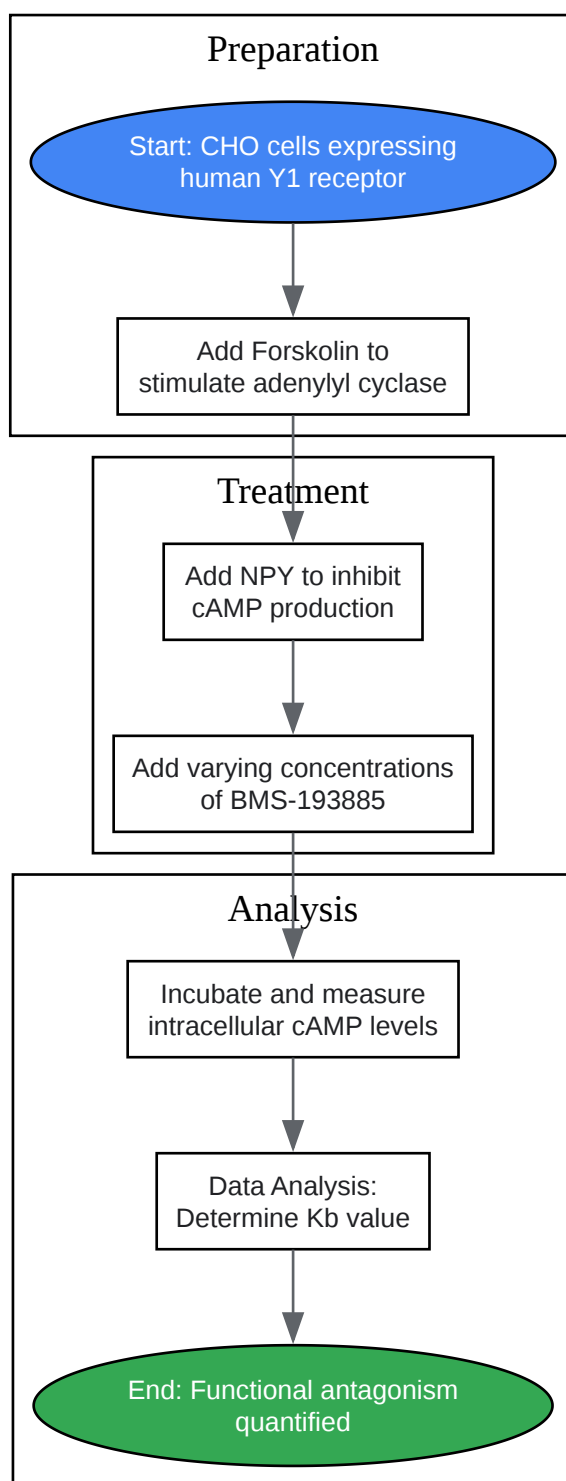 Preparation
Start: CHO cells expressing
human Y1 receptor
Add Forskolin to
stimulate adenylyl cyclase
Treatment
Add NPY to inhibit
cAMP production
Add varying concentrations
of BMS-193885
Analysis
Incubate and measure
intracellular cAMP levels
Data Analysis:
Determine Kb value
End: Functional antagonism
quantified